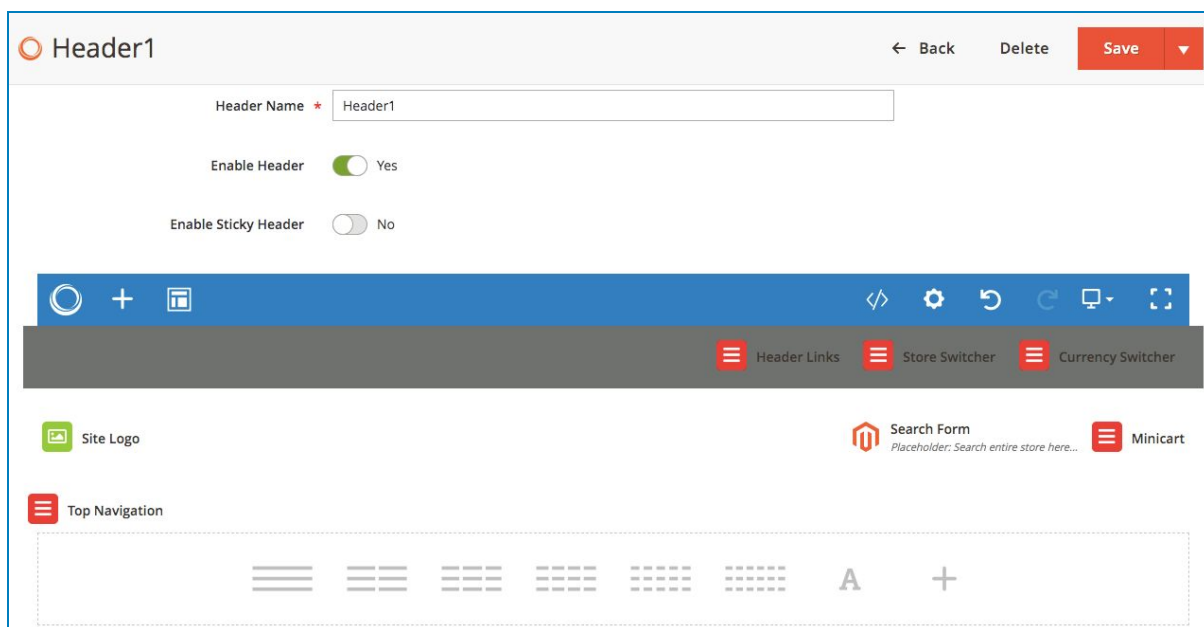 Header1
← Back Delete Save
Header Name * Header1
Enable Header Yes
Enable Sticky Header No
Header Links Store Switcher Currency Switcher
Site Logo
Search Form
Placeholder: Search entire store here...
Minicart
Top Navigation
A